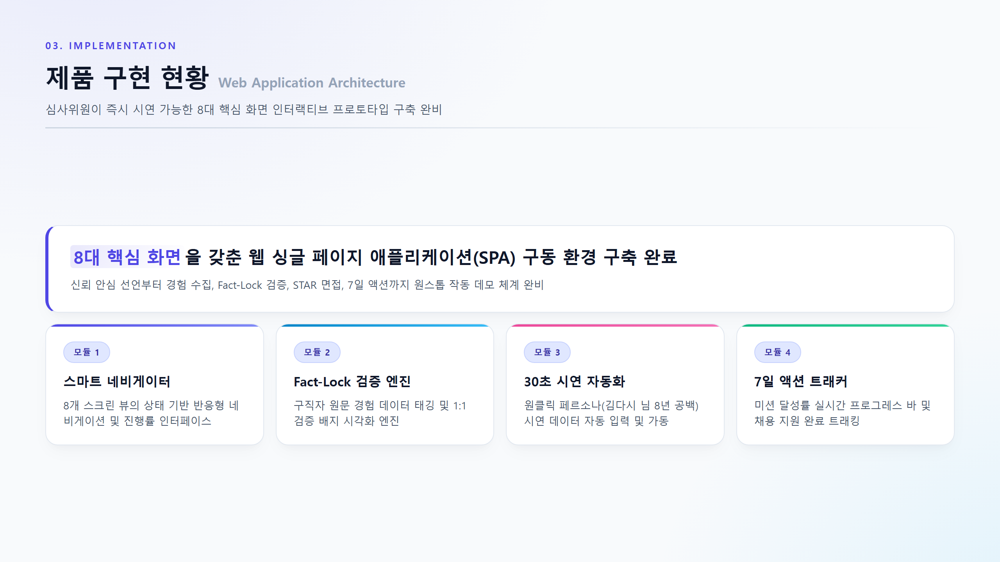 03. IMPLEMENTATION
제품 구현 현황 Web Application Architecture
심사위원이 즉시 시연 가능한 8대 핵심 화면 인터랙티브 프로토타입 구축 완비
8대 핵심 화면을 갖춘 웹 싱글 페이지 애플리케이션(SPA) 구동 환경 구축 완료
신뢰 안심 선언부터 경험 수집, Fact-Lock 검증, STAR 면접, 7일 액션까지 원스톱 작동 데모 체계 완비
모듈 1
스마트 네비게이터
8개 스크린 뷰의 상태 기반 반응형 네
비게이션 및 진행률 인터페이스
모듈 2
Fact-Lock 검증 엔진
구직자 원문 경험 데이터 태깅 및 1:1
검증 배지 시각화 엔진
모듈 3
30초 시연 자동화
원클릭 페르소나(김다시 님 8년 공백)
시연 데이터 자동 입력 및 가동
모듈 4
7일 액션 트래커
미션 달성률 실시간 프로그레스 바 및
채용 지원 완료 트래킹